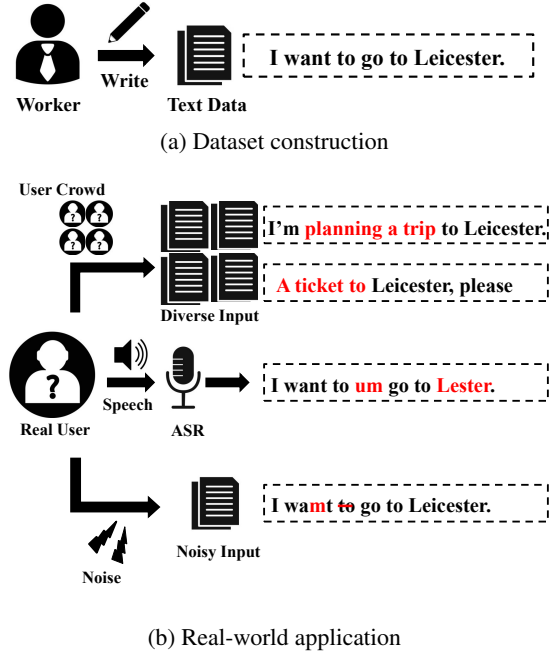 Write
Worker
Text Data
I want to go to Leicester.
(a) Dataset construction
User Crowd
? ?
? ?
Diverse Input
I'm planning a trip to Leicester.
A ticket to Leicester, please
?
Real User
Speech
ASR
I want to um go to Lester.
Noise
Noisy Input
I wamt to go to Leicester.
(b) Real-world application